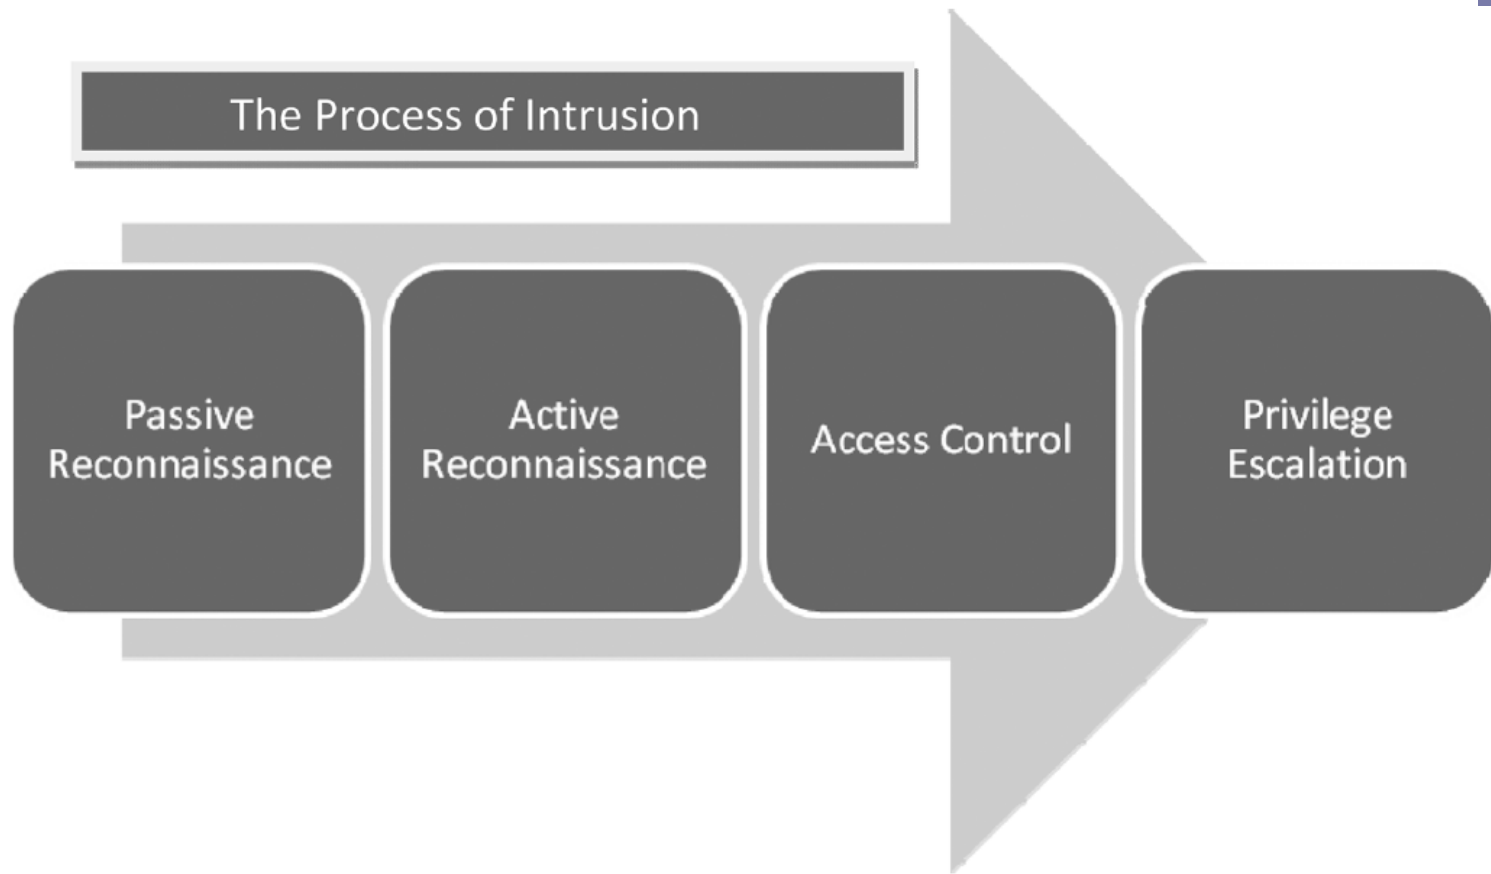 The Process of Intrusion
Passive
Reconnaissance
Active
Reconnaissance
Access Control
Privilege
Escalation